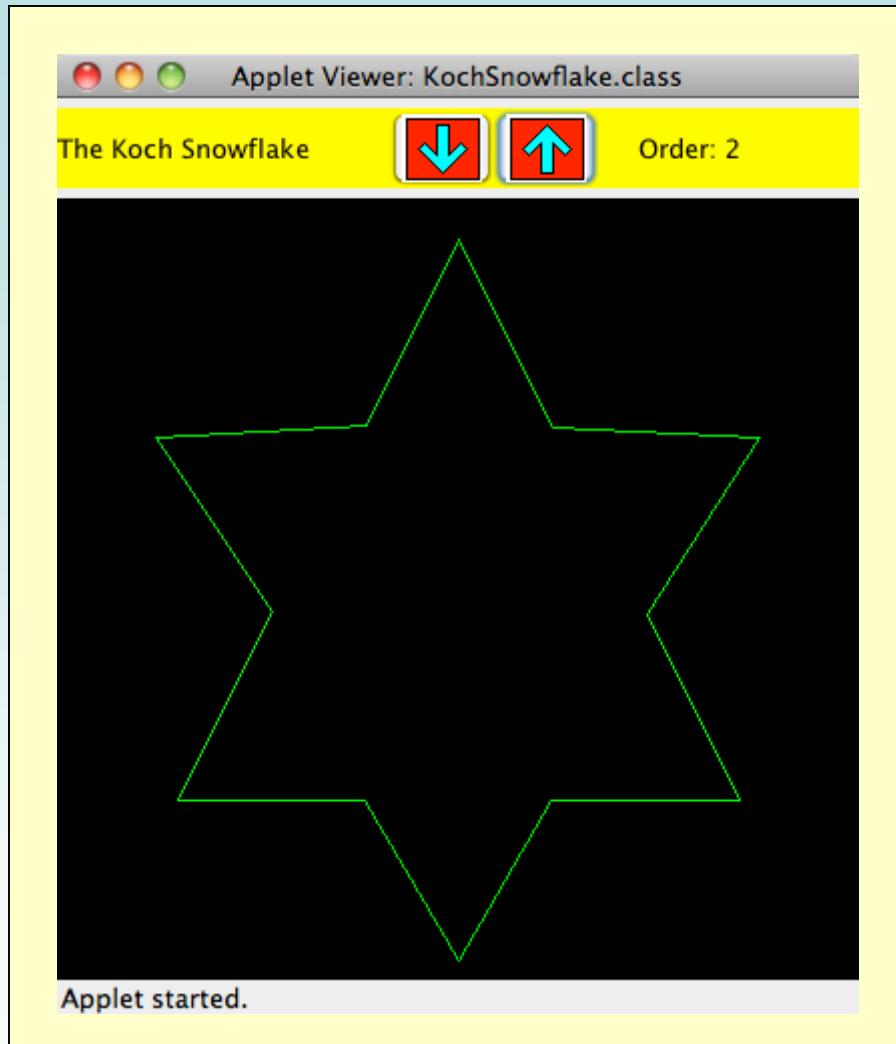 Applet Viewer: KochSnowflake.class
The Koch Snowflake Order: 2
Applet started.